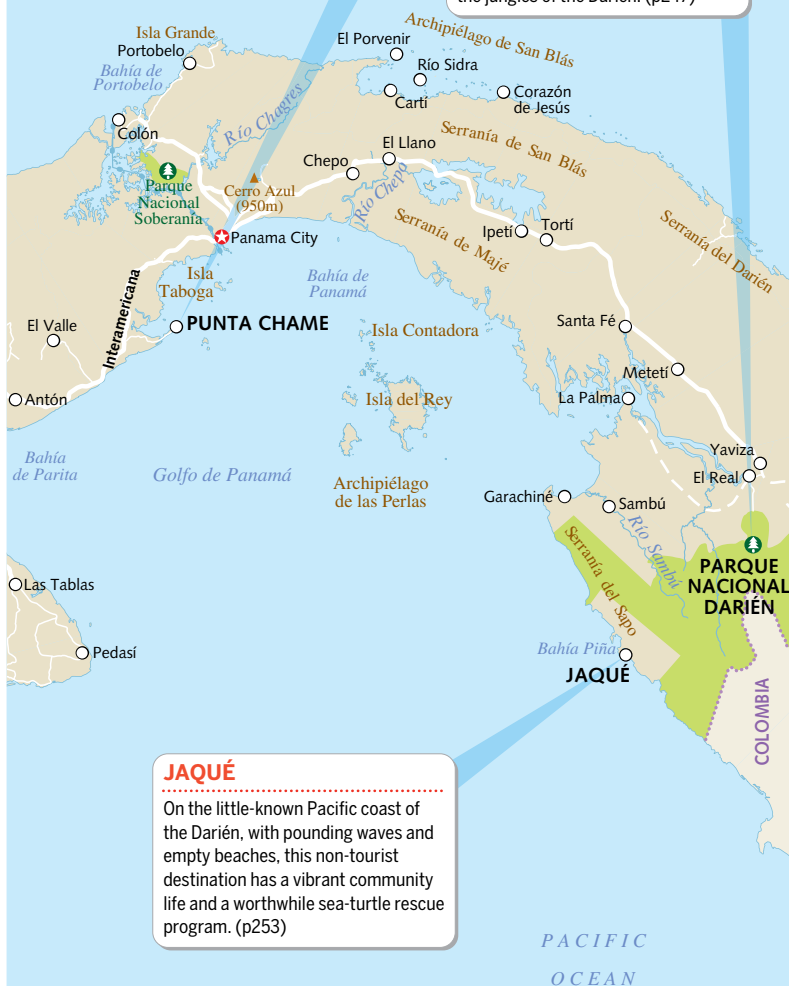 the jungles of the Darién. (p247)
Isla Grande
Portobelo
Bahía de
Portobelo
El Porvenir
Archipiélago de San Blás
Río Sidra
Cartí
Corazón
de Jesús
Colón
Río Chagres
El Llano
Serranía de San Blás
Chepo
Parque
Nacional
Soberanía
Cerro Azul
(950m)
Río Chepo
Serranía de Majé
Ipetí
Tortí
Serranía del Darién
Panama City
Isla
Taboga
Bahía de
Panamá
Interamericana
El Valle
PUNTA CHAME
Isla Contadora
Santa Fé
Metetí
Antón
Isla del Rey
La Palma
Bahía
de Parita
Golfo de Panamá
Archipiélago
de las Perlas
Yaviza
El Real
Garachiné
Sambú
Río Sambú
Serranía del Sapo
PARQUE
NACIONAL
DARIÉN
Las Tablas
Pedasí
Bahía Piña
JAQUÉ
COLOMBIA
JAQUÉ
On the little-known Pacific coast of
the Darién, with pounding waves and
empty beaches, this non-tourist
destination has a vibrant community
life and a worthwhile sea-turtle rescue
program. (p253)
PACIFIC
OCEAN